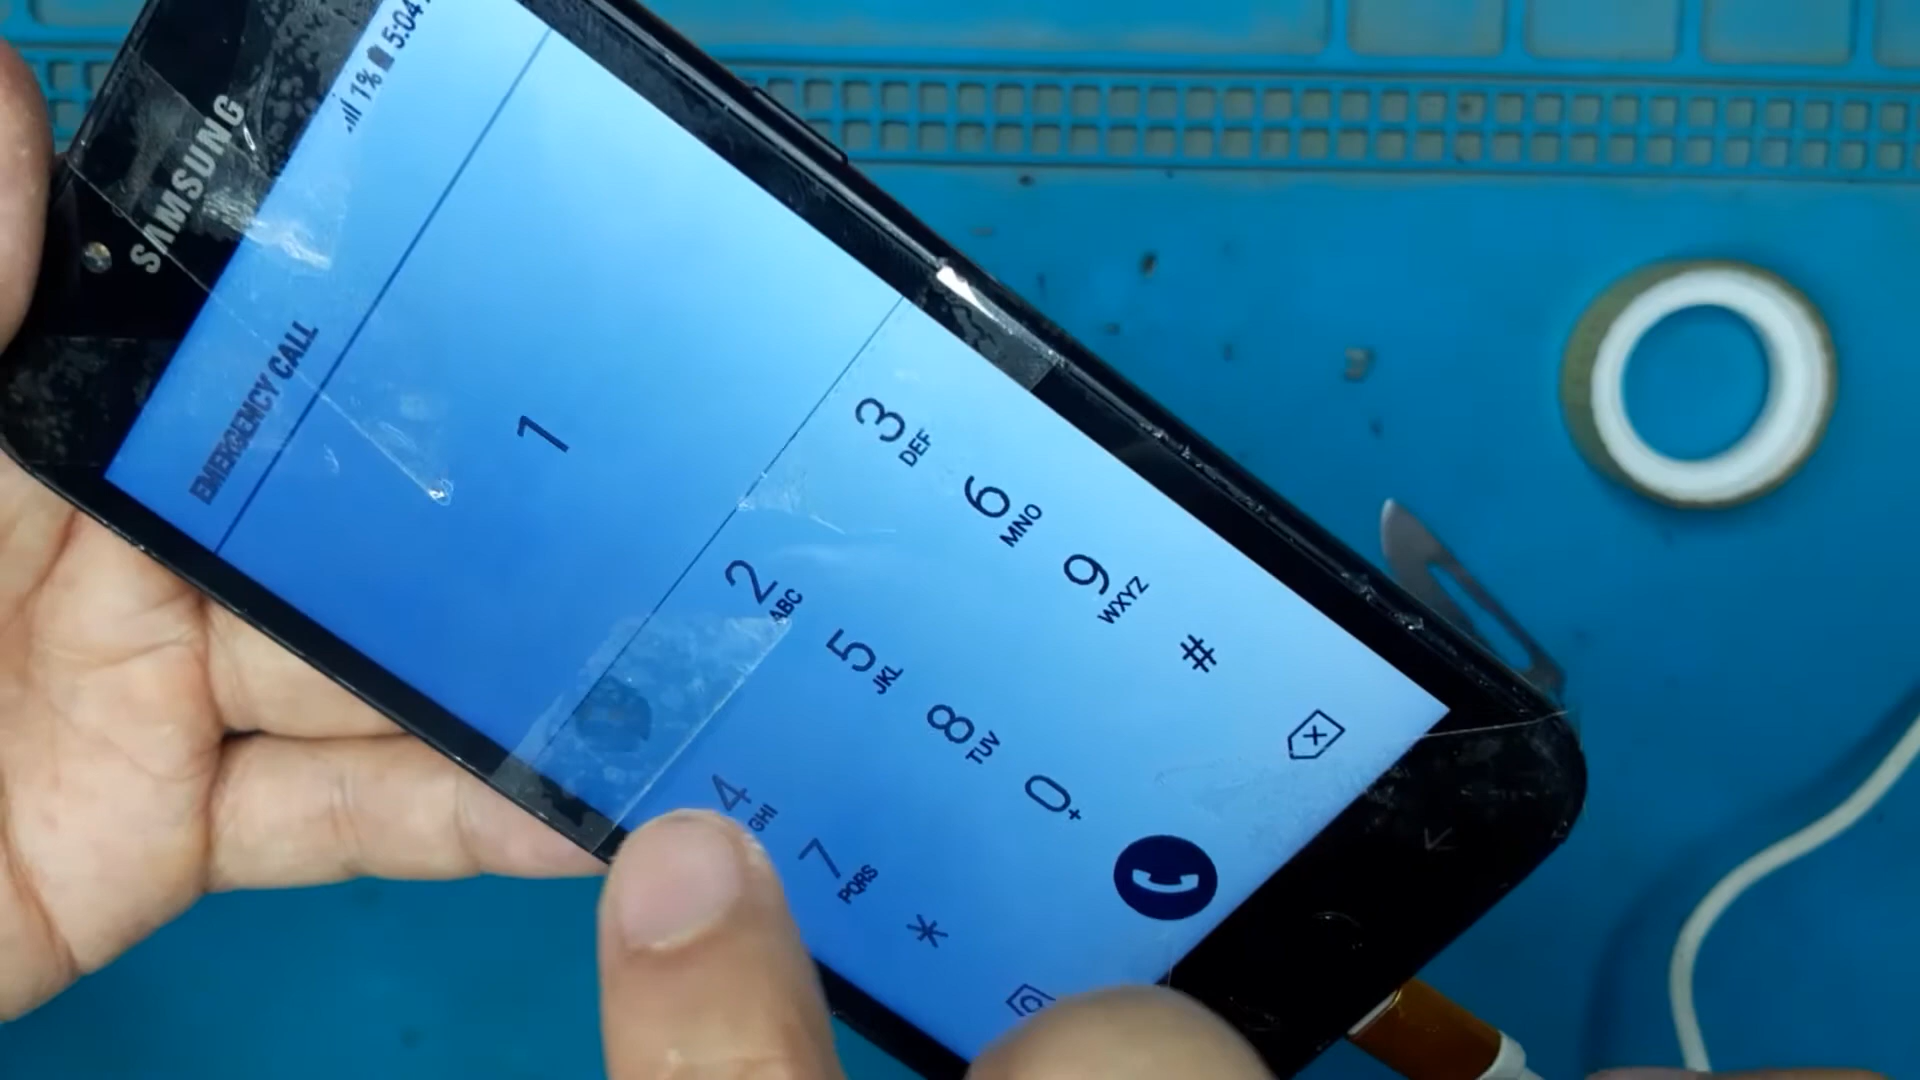 SAMSUNG
1% 5:04
EMERGENCY CALL
1
2 ABC
3 DEF
4 GHI
5 JKL
6 MNO
7 PQRS
8 TUV
9 WXYZ
*
0 +
#